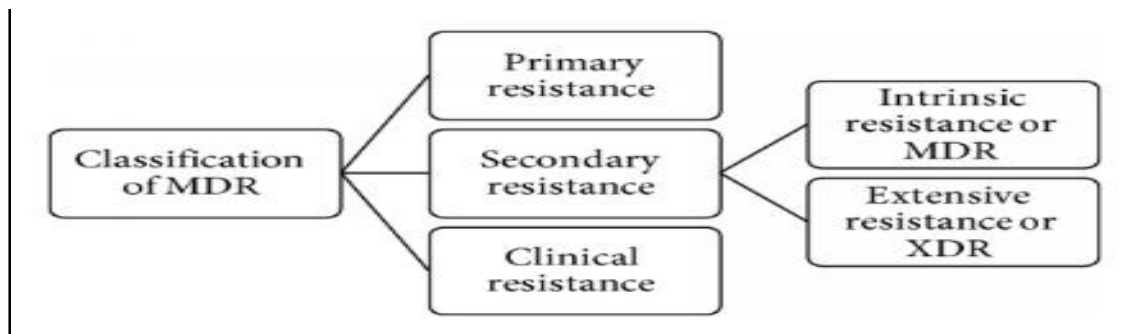 Classification
of MDR
Primary
resistance
Secondary
resistance
Clinical
resistance
Intrinsic
resistance or
MDR
Extensive
resistance or
XDR